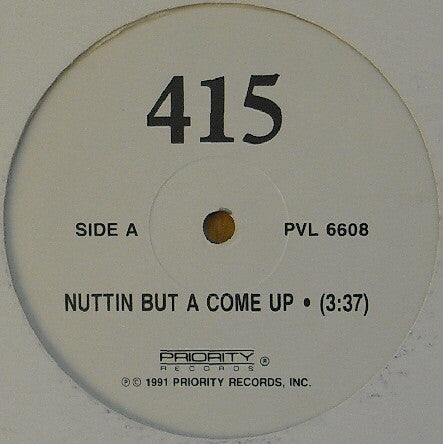 415
SIDE A PVL 6608
NUTTIN BUT A COME UP • (3:37)
PRIORITY
RECORDS ®
℗ © 1991 PRIORITY RECORDS, INC.